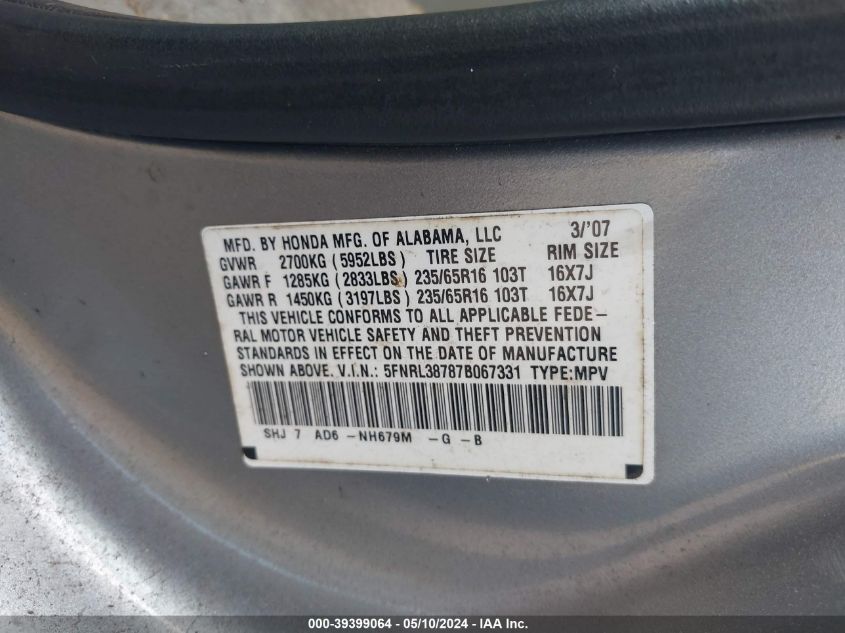 MFD. BY HONDA MFG. OF ALABAMA, LLC 3/'07
GVWR 2700KG (5952LBS) TIRE SIZE RIM SIZE
GAWR F 1285KG (2833LBS) 235/65R16 103T 16X7J
GAWR R 1450KG (3197LBS) 235/65R16 103T 16X7J
THIS VEHICLE CONFORMS TO ALL APPLICABLE FEDE-
RAL MOTOR VEHICLE SAFETY AND THEFT PREVENTION
STANDARDS IN EFFECT ON THE DATE OF MANUFACTURE
SHOWN ABOVE. V.I.N.: 5FNRL38787B067331 TYPE:MPV
SHJ 7 AD6 -NH679M -G -B
000-39399064 - 05/10/2024 - IAA Inc.